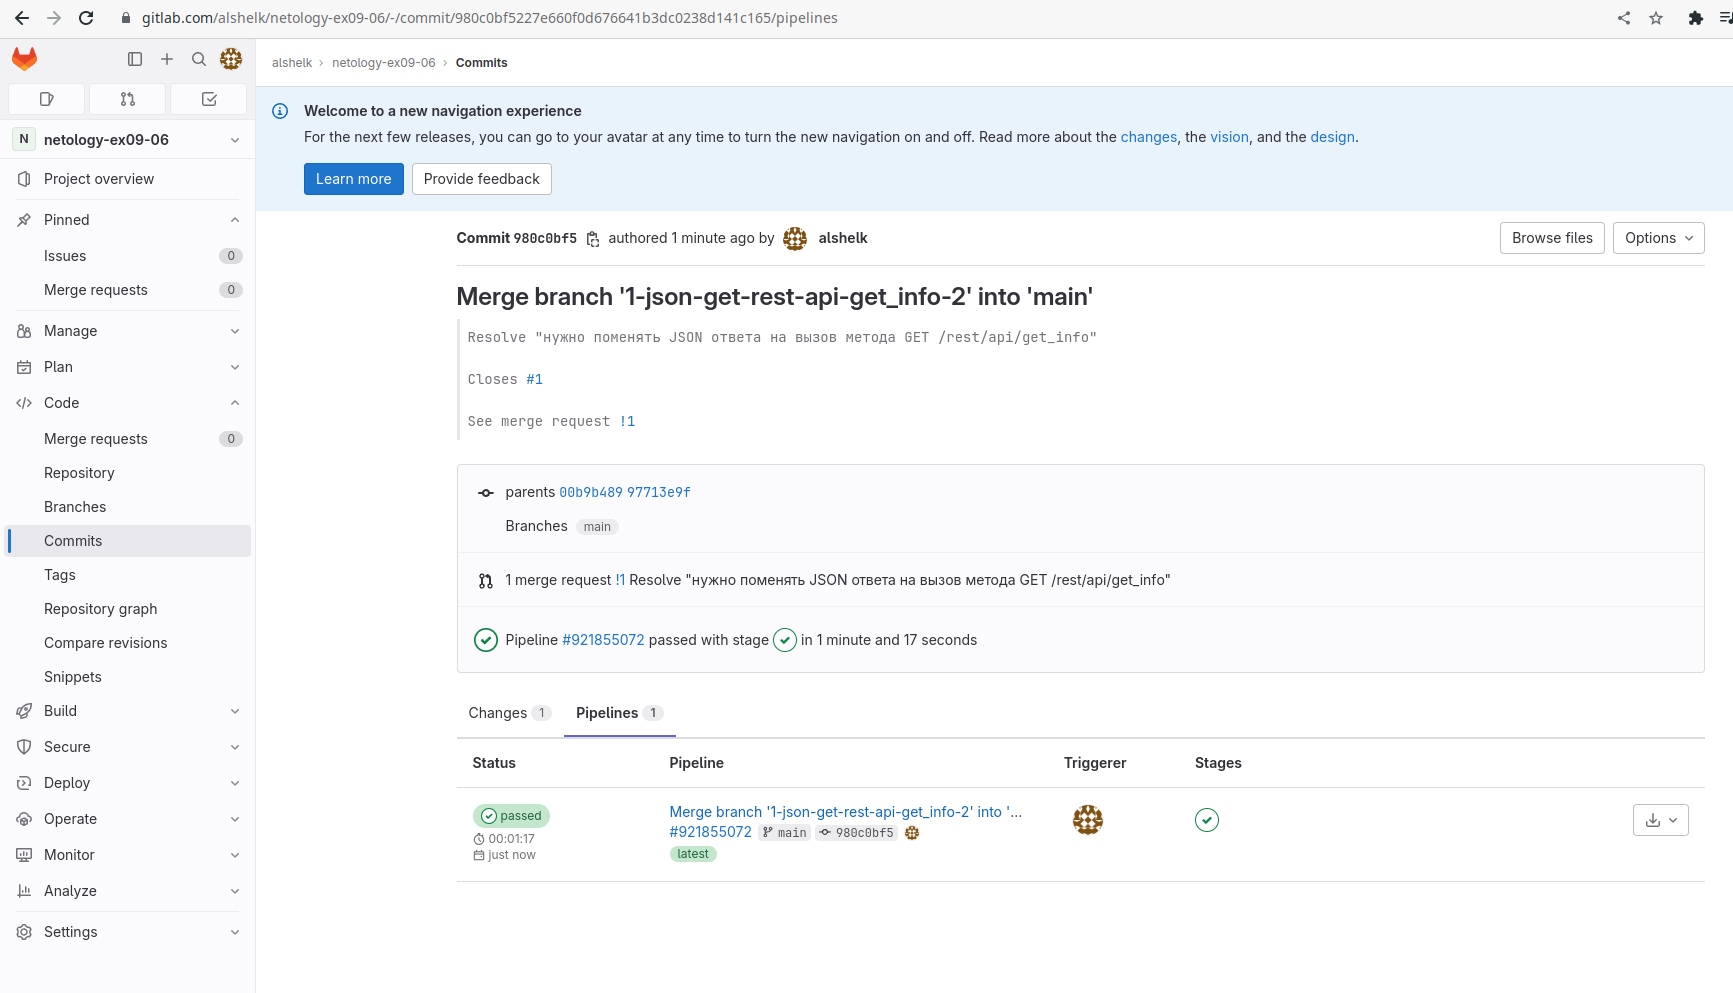 gitlab.com/alshelk/netology-ex09-06/-/commit/980c0bf5227e660f0d676641b3dc0238d141c165/pipelines
alshelk › netology-ex09-06 › Commits
N netology-ex09-06
Project overview
Pinned
Issues 0
Merge requests 0
Manage
Plan
Code
Merge requests 0
Repository
Branches
Commits
Tags
Repository graph
Compare revisions
Snippets
Build
Secure
Deploy
Operate
Monitor
Analyze
Settings
Welcome to a new navigation experience
For the next few releases, you can go to your avatar at any time to turn the new navigation on and off. Read more about the changes, the vision, and the design.
Learn more Provide feedback
Commit 980c0bf5 authored 1 minute ago by alshelk Browse files Options
Merge branch '1-json-get-rest-api-get_info-2' into 'main'
Resolve "нужно поменять JSON ответа на вызов метода GET /rest/api/get_info"
Closes #1
See merge request !1
parents 00b9b489 97713e9f
Branches main
1 merge request !1 Resolve "нужно поменять JSON ответа на вызов метода GET /rest/api/get_info"
Pipeline #921855072 passed with stage in 1 minute and 17 seconds
Changes 1 Pipelines 1
Status Pipeline Triggerer Stages
passed
00:01:17
just now
Merge branch '1-json-get-rest-api-get_info-2' into '...
#921855072 main 980c0bf5
latest